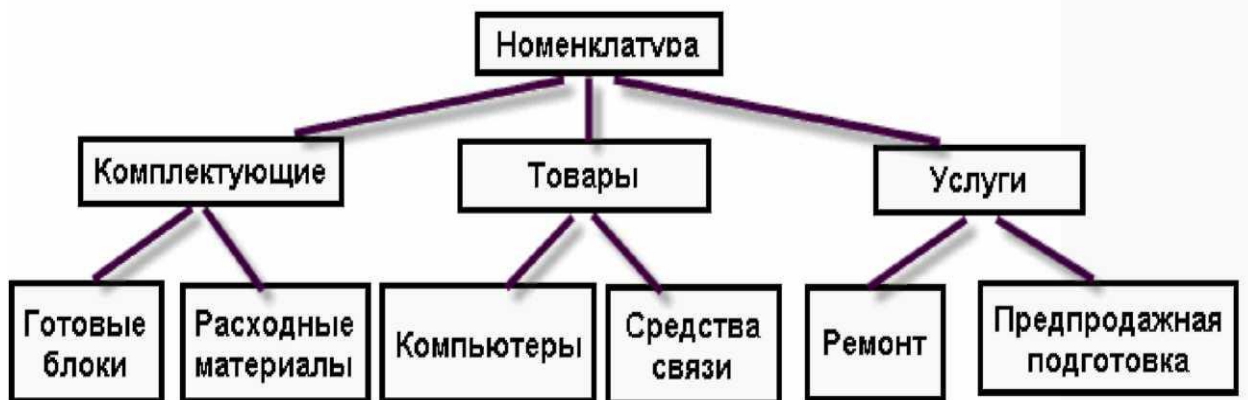 Номенклатура
Комплектующие
Товары
Услуги
Готовые
блоки
Расходные
материалы
Компьютеры
Средства
связи
Ремонт
Предпродажная
подготовка